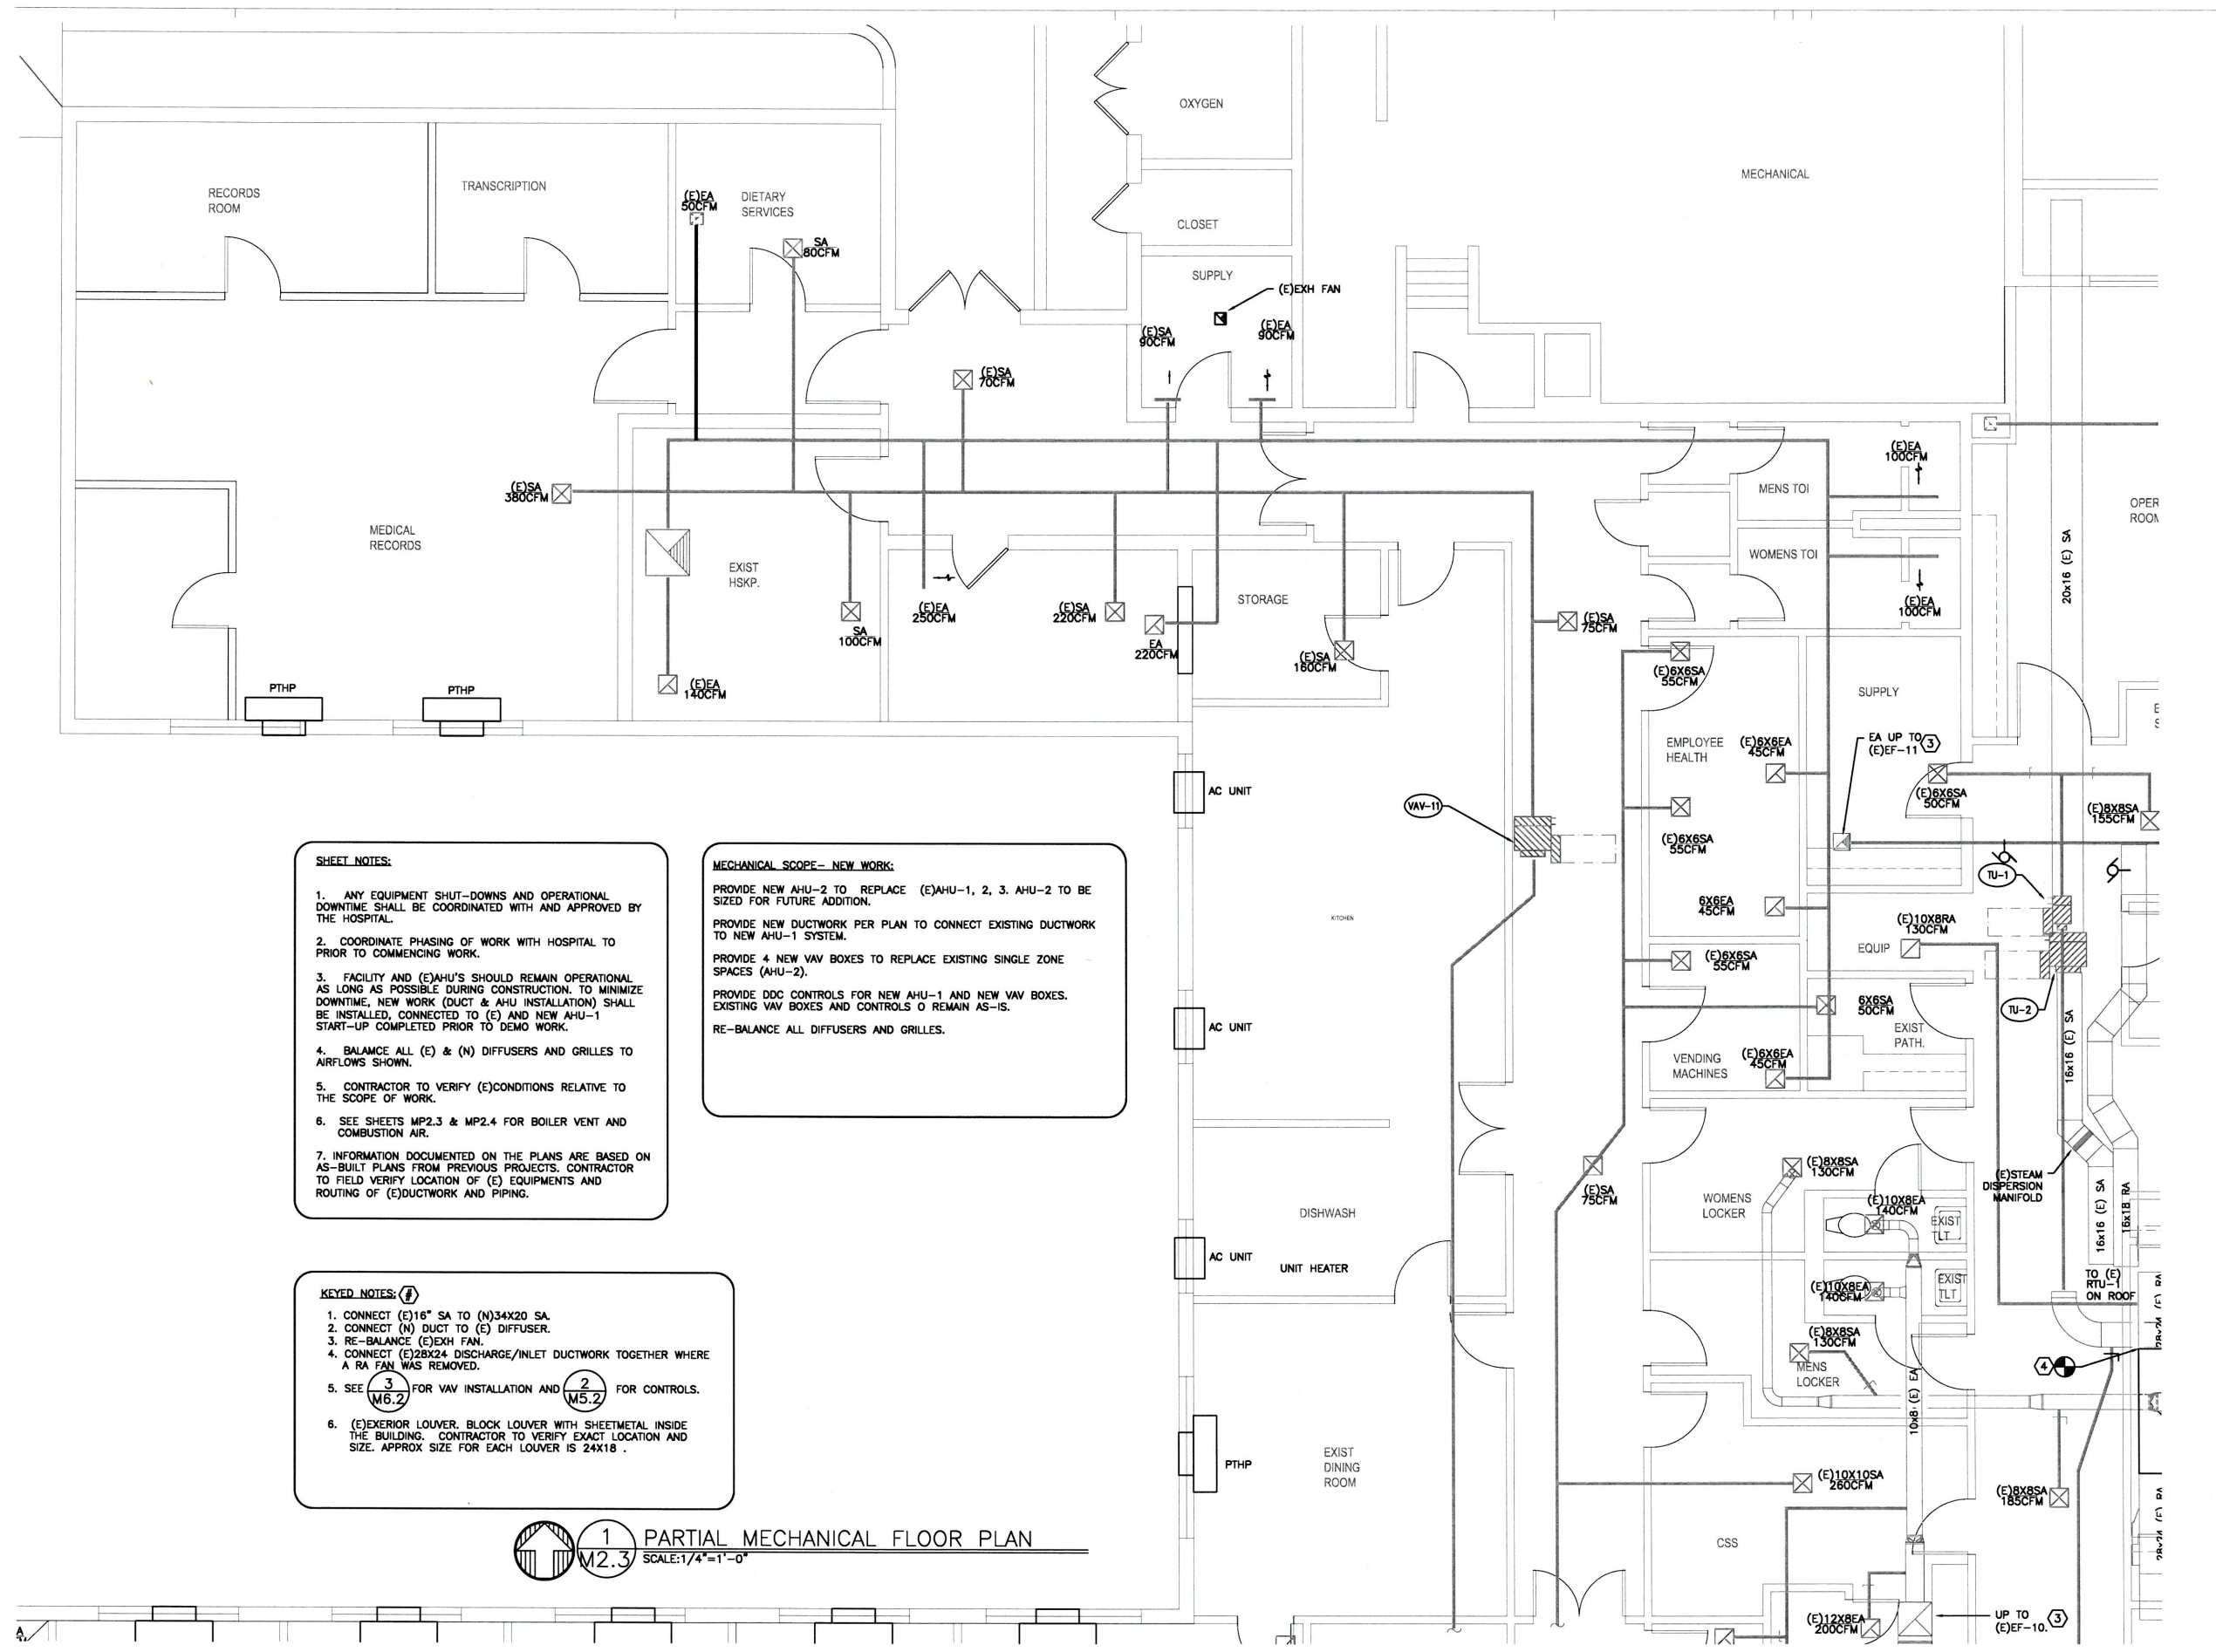 OXYGEN
MECHANICAL
RECORDS
ROOM
TRANSCRIPTION
(E)EA
50CFM
DIETARY
SERVICES
SA
80CFM
CLOSET
SUPPLY
(E)EXH FAN
(E)SA
90CFM
(E)EA
90CFM
(E)SA
70CFM
(E)EA
100CFM
(E)SA
380CFM
MENS TOI
OPER
ROOM
MEDICAL
RECORDS
EXIST
HSKP.
WOMENS TOI
20x16 (E) SA
SA
100CFM
(E)EA
250CFM
(E)SA
220CFM
EA
220CFM
STORAGE
(E)SA
160CFM
(E)SA
75CFM
(E)EA
100CFM
(E)EA
140CFM
PTHP
PTHP
(E)6X6SA
55CFM
SUPPLY
EMPLOYEE
HEALTH
(E)6X6EA
45CFM
EA UP TO
(E)EF-11
3
AC UNIT
VAV-11
(E)6X6SA
50CFM
(E)8X8SA
155CFM
(E)6X6SA
55CFM
TU-1
6X6EA
45CFM
(E)10X8RA
130CFM
KITCHEN
EQUIP
(E)6X6SA
55CFM
TU-2
6X6SA
50CFM
AC UNIT
EXIST
PATH.
16x16 (E) SA
VENDING
MACHINES
(E)6X6EA
45CFM
SHEET NOTES:
1. ANY EQUIPMENT SHUT-DOWNS AND OPERATIONAL
DOWNTIME SHALL BE COORDINATED WITH AND APPROVED BY
THE HOSPITAL.
2. COORDINATE PHASING OF WORK WITH HOSPITAL TO
PRIOR TO COMMENCING WORK.
3. FACILITY AND (E)AHU'S SHOULD REMAIN OPERATIONAL
AS LONG AS POSSIBLE DURING CONSTRUCTION. TO MINIMIZE
DOWNTIME, NEW WORK (DUCT & AHU INSTALLATION) SHALL
BE INSTALLED, CONNECTED TO (E) AND NEW AHU-1
START-UP COMPLETED PRIOR TO DEMO WORK.
4. BALAMCE ALL (E) & (N) DIFFUSERS AND GRILLES TO
AIRFLOWS SHOWN.
5. CONTRACTOR TO VERIFY (E)CONDITIONS RELATIVE TO
THE SCOPE OF WORK.
6. SEE SHEETS MP2.3 & MP2.4 FOR BOILER VENT AND
COMBUSTION AIR.
7. INFORMATION DOCUMENTED ON THE PLANS ARE BASED ON
AS-BUILT PLANS FROM PREVIOUS PROJECTS. CONTRACTOR
TO FIELD VERIFY LOCATION OF (E) EQUIPMENTS AND
ROUTING OF (E)DUCTWORK AND PIPING.
MECHANICAL SCOPE- NEW WORK:
PROVIDE NEW AHU-2 TO REPLACE (E)AHU-1, 2, 3. AHU-2 TO BE
SIZED FOR FUTURE ADDITION.
PROVIDE NEW DUCTWORK PER PLAN TO CONNECT EXISTING DUCTWORK
TO NEW AHU-1 SYSTEM.
PROVIDE 4 NEW VAV BOXES TO REPLACE EXISTING SINGLE ZONE
SPACES (AHU-2).
PROVIDE DDC CONTROLS FOR NEW AHU-1 AND NEW VAV BOXES.
EXISTING VAV BOXES AND CONTROLS O REMAIN AS-IS.
RE-BALANCE ALL DIFFUSERS AND GRILLES.
(E)SA
75CFM
(E)8X8SA
130CFM
(E)STEAM
DISPERSION
MANIFOLD
WOMENS
LOCKER
(E)10X8EA
140CFM
EXIST
TLT
DISHWASH
16x16 (E) SA
16x18 RA
AC UNIT
UNIT HEATER
(E)10X8EA
140CFM
EXIST
TLT
TO (E)
RTU-1
ON ROOF
28x24 (E) RA
(E)8X8SA
130CFM
MENS
LOCKER
4
10x8 (E) EA
KEYED NOTES: #
1. CONNECT (E)16" SA TO (N)34X20 SA.
2. CONNECT (N) DUCT TO (E) DIFFUSER.
3. RE-BALANCE (E)EXH FAN.
4. CONNECT (E)28X24 DISCHARGE/INLET DUCTWORK TOGETHER WHERE
A RA FAN WAS REMOVED.
5. SEE 3 M6.2 FOR VAV INSTALLATION AND 2 M5.2 FOR CONTROLS.
6. (E)EXERIOR LOUVER. BLOCK LOUVER WITH SHEETMETAL INSIDE
THE BUILDING. CONTRACTOR TO VERIFY EXACT LOCATION AND
SIZE. APPROX SIZE FOR EACH LOUVER IS 24X18 .
PTHP
EXIST
DINING
ROOM
(E)10X10SA
260CFM
(E)8X8SA
185CFM
CSS
28x24 (E) RA
1
M2.3
PARTIAL MECHANICAL FLOOR PLAN
SCALE:1/4"=1'-0"
(E)12X8EA
200CFM
UP TO
(E)EF-10.
3